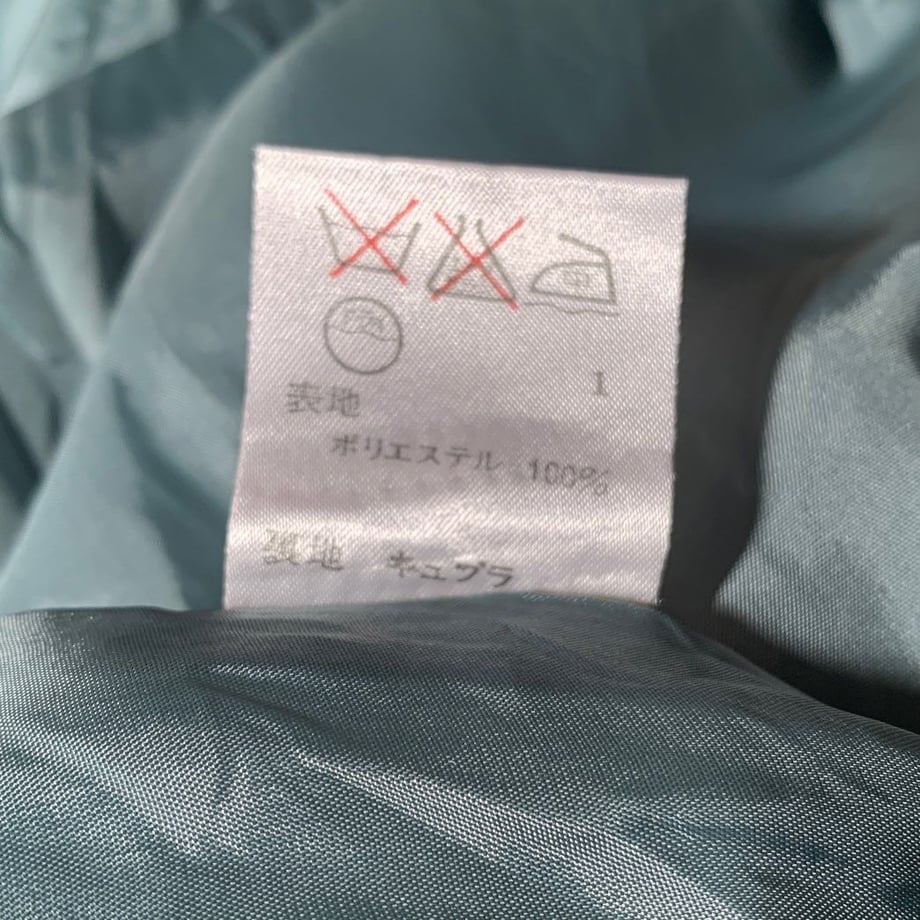 1
表地
ポリエステル 100%
裏地 キュプラ